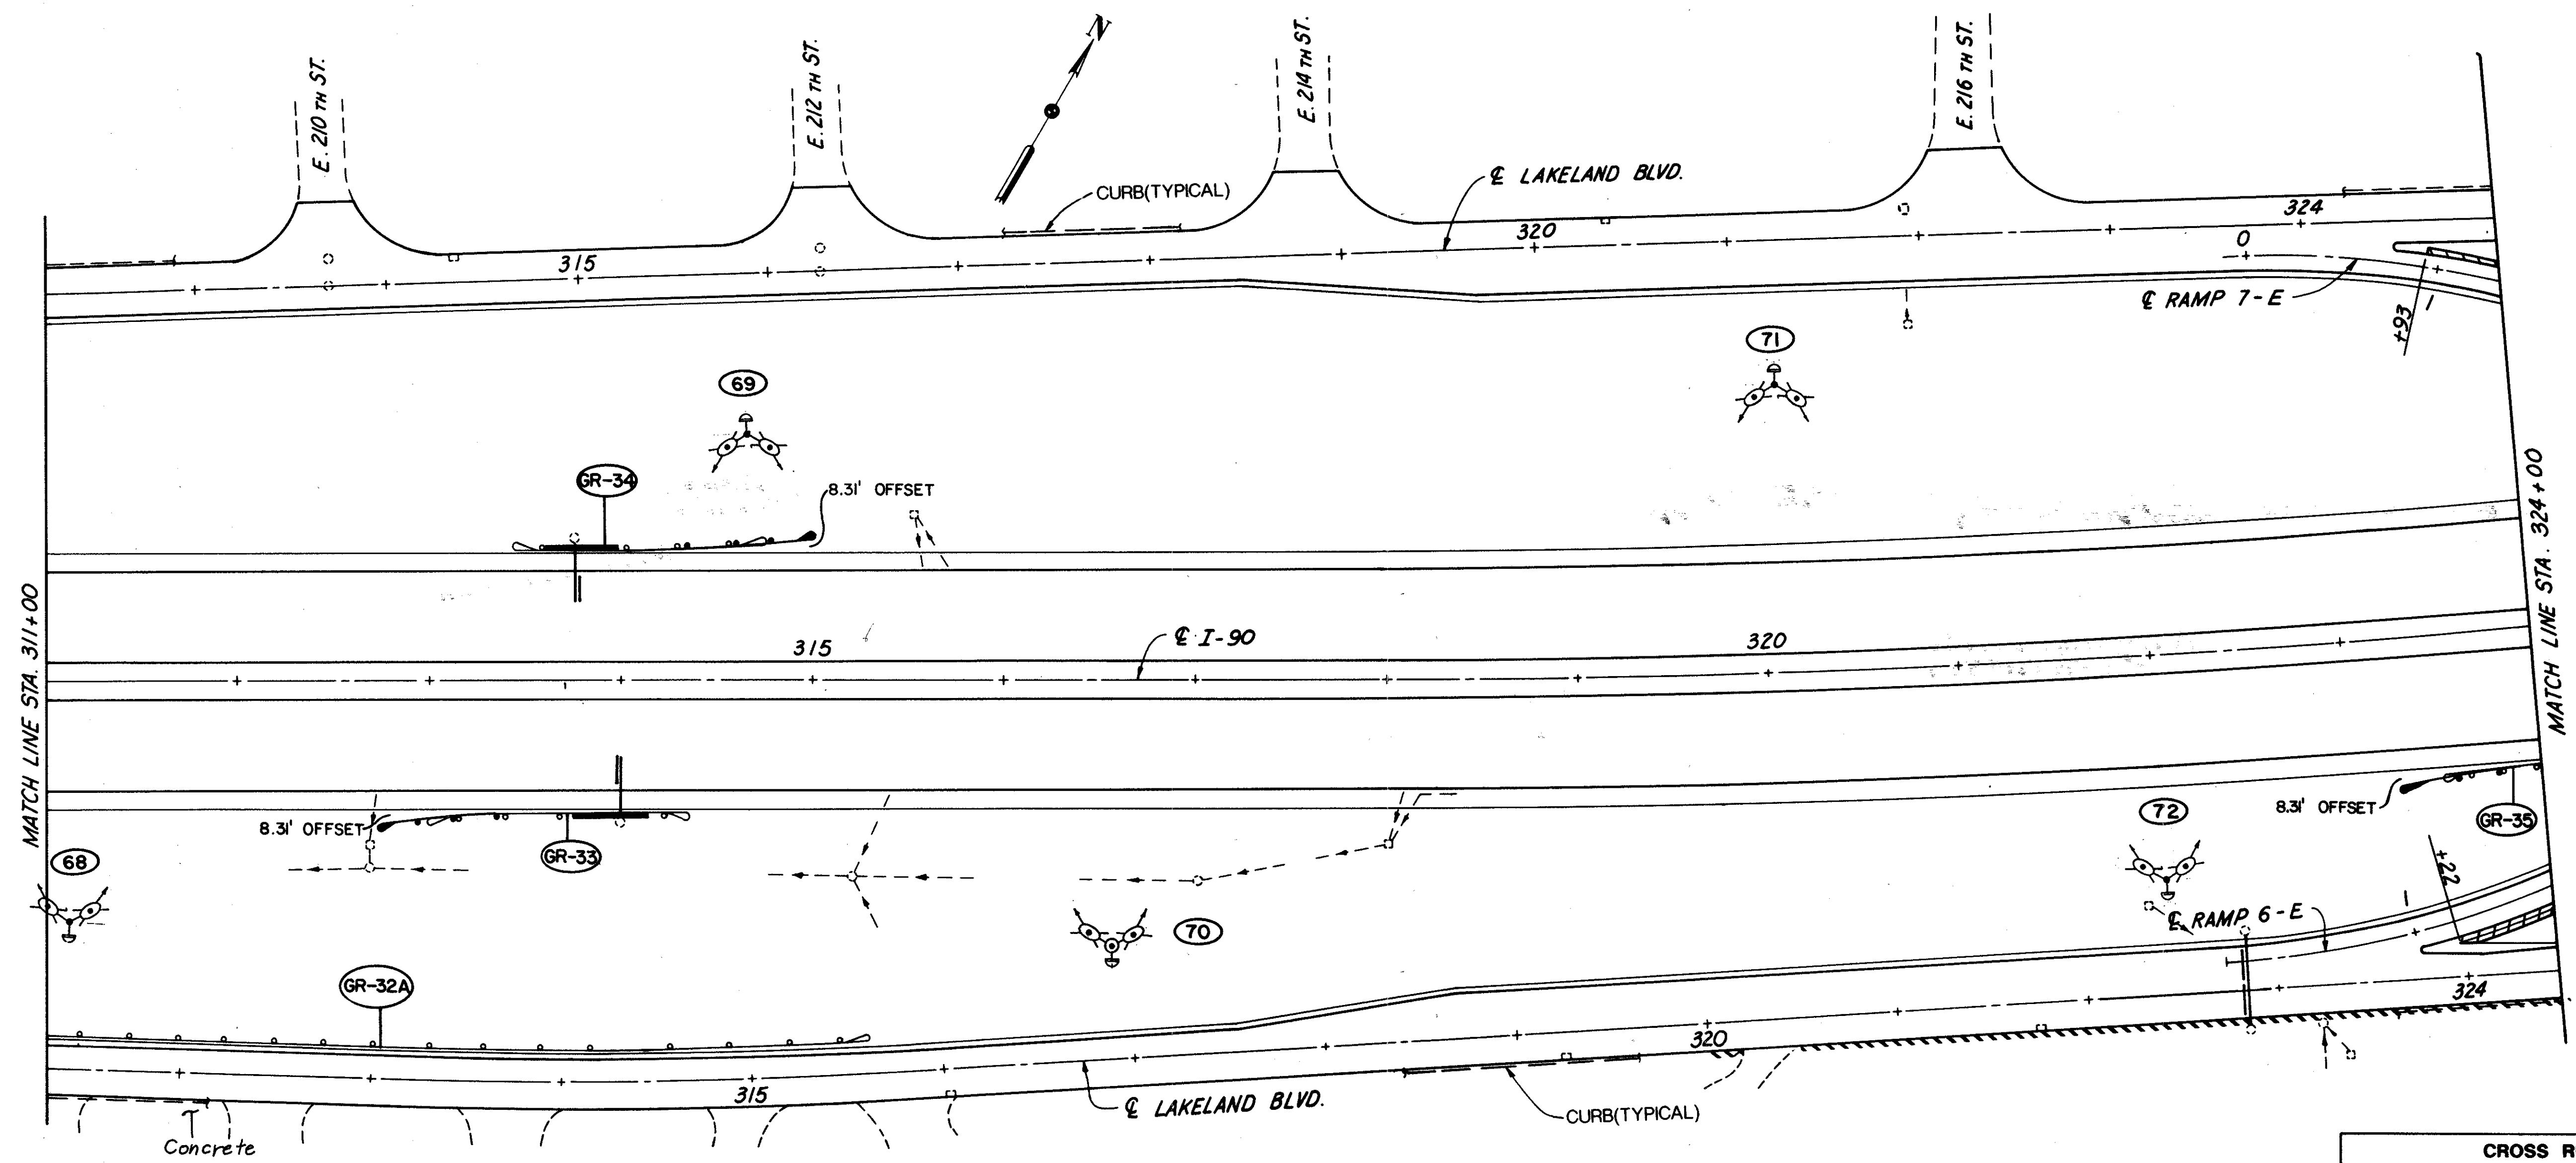 E. 210 TH ST.
E. 212 TH ST.
N
E. 214 TH ST.
E. 216 TH ST.
CURB(TYPICAL)
℄ LAKELAND BLVD.
315
320
324
0
℄ RAMP 7-E
1
+93
71
69
GR-34
8.31' OFFSET
MATCH LINE STA. 311+00
MATCH LINE STA. 324+00
315
℄ I-90
320
8.31' OFFSET
GR-33
68
70
72
8.31' OFFSET
GR-35
+22
1
℄ RAMP 6-E
GR-32A
315
℄ LAKELAND BLVD.
320
324
CURB(TYPICAL)
Concrete
CROSS R